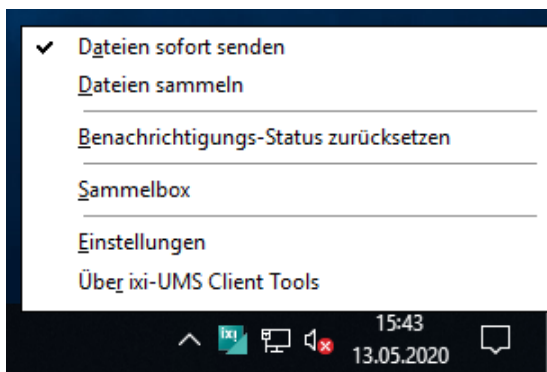 Dateien sofort senden
Dateien sammeln
Benachrichtigungs-Status zurücksetzen
Sammelbox
Einstellungen
Über ixi-UMS Client Tools
ixi
15:43
13.05.2020